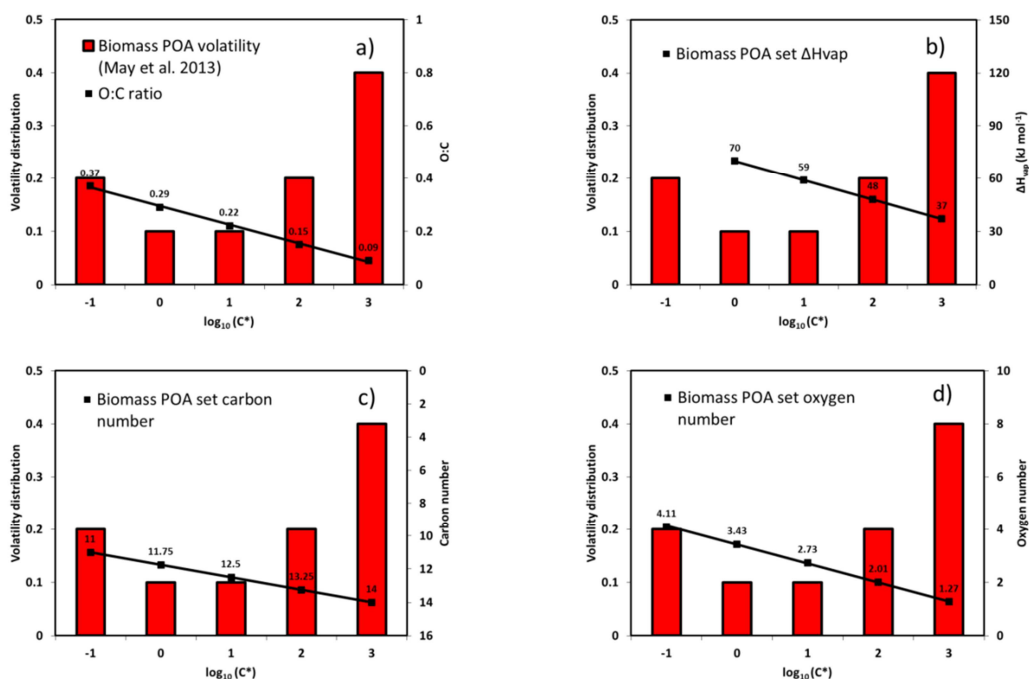 a)
Biomass POA volatility
(May et al. 2013)
O:C ratio
Volatility distribution
0.5
0.4
0.3
0.2
0.1
0
1
0.8
0.6
0.4
0.2
0
O:C
0.37
0.29
0.22
0.15
0.09
-1 0 1 2 3
log10 (C*)
b)
Biomass POA set ΔHvap
Volatility distribution
0.5
0.4
0.3
0.2
0.1
0
150
120
90
60
30
0
ΔHvap (kJ mol-1)
70
59
48
37
-1 0 1 2 3
log10 (C*)
c)
Biomass POA set carbon
number
Volatility distribution
0.5
0.4
0.3
0.2
0.1
0
0
2
4
6
8
10
12
14
16
Carbon number
11
11.75
12.5
13.25
14
-1 0 1 2 3
log10 (C*)
d)
Biomass POA set oxygen
number
Volatility distribution
0.5
0.4
0.3
0.2
0.1
0
10
8
6
4
2
0
Oxygen number
4.11
3.43
2.73
2.01
1.27
-1 0 1 2 3
log10 (C*)